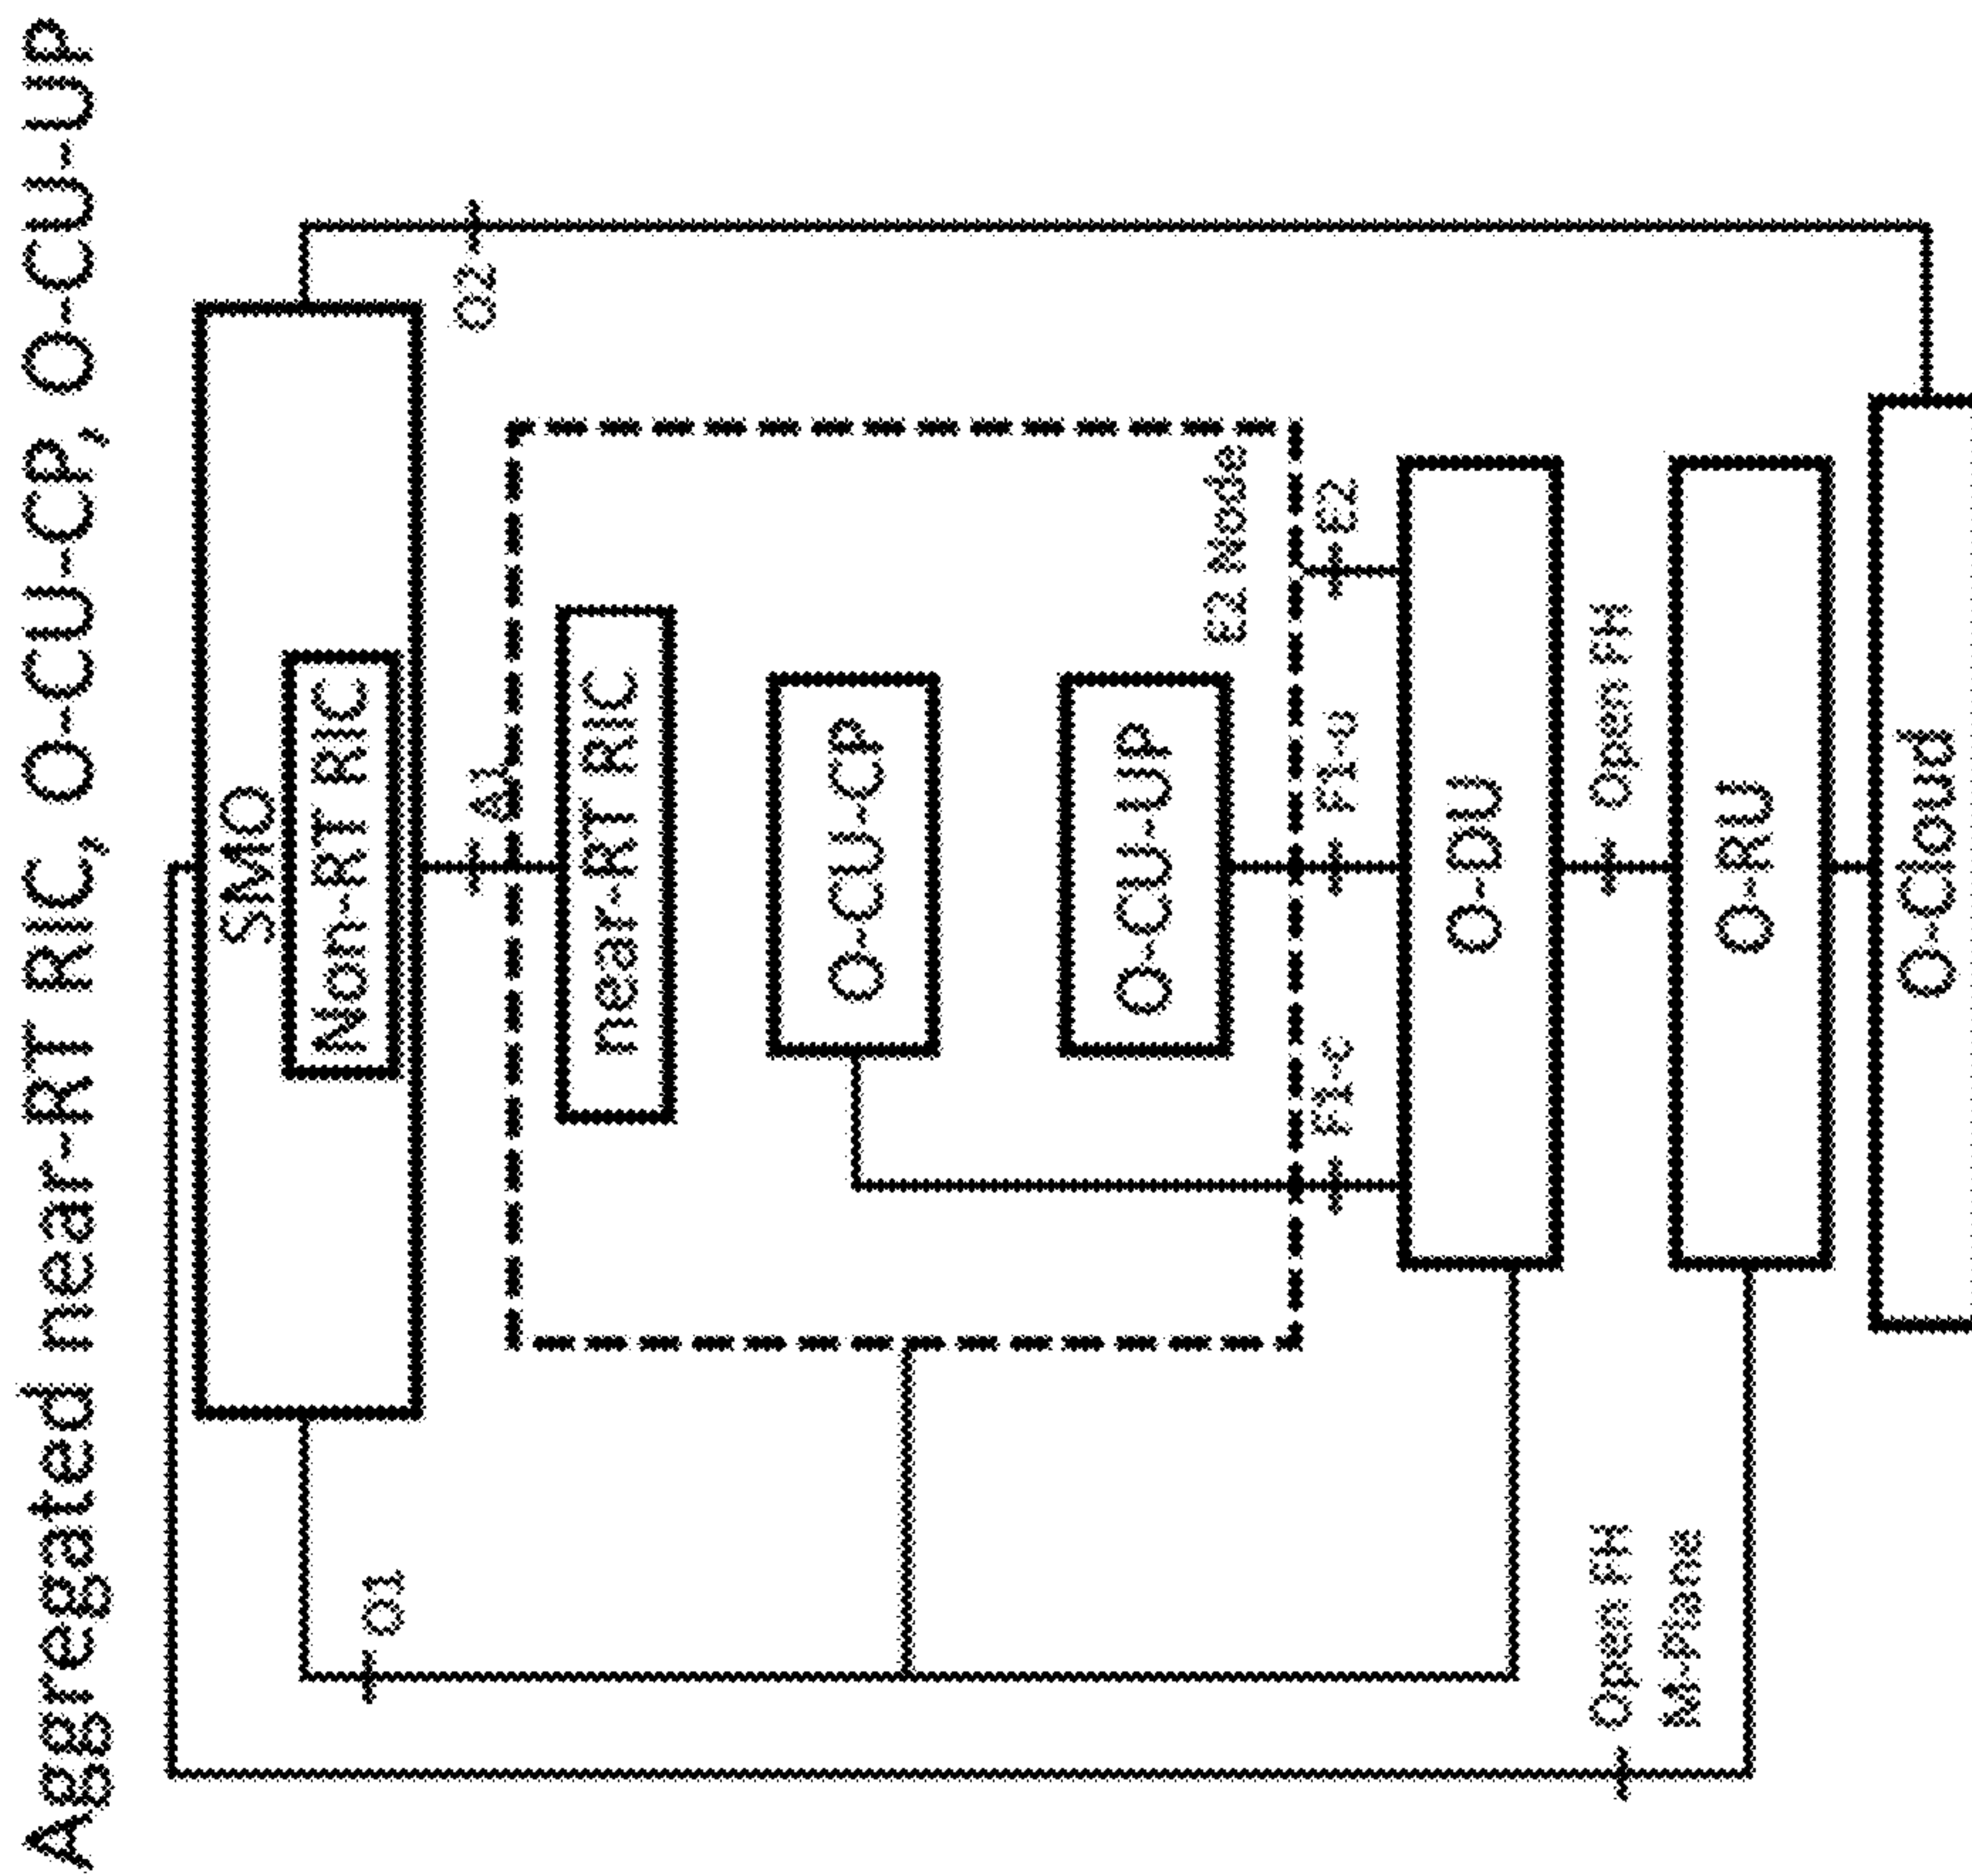 Aggregated near-RT RIC, O-CU-CP, O-CU-UP
SMO
Non-RT RIC
O1
A1
O2
near-RT RIC
O-CU-CP
O-CU-UP
E2 Node
F1-c
F1-u
E2
O-DU
Open FH
M-Plane
Open FH
O-RU
O-Cloud